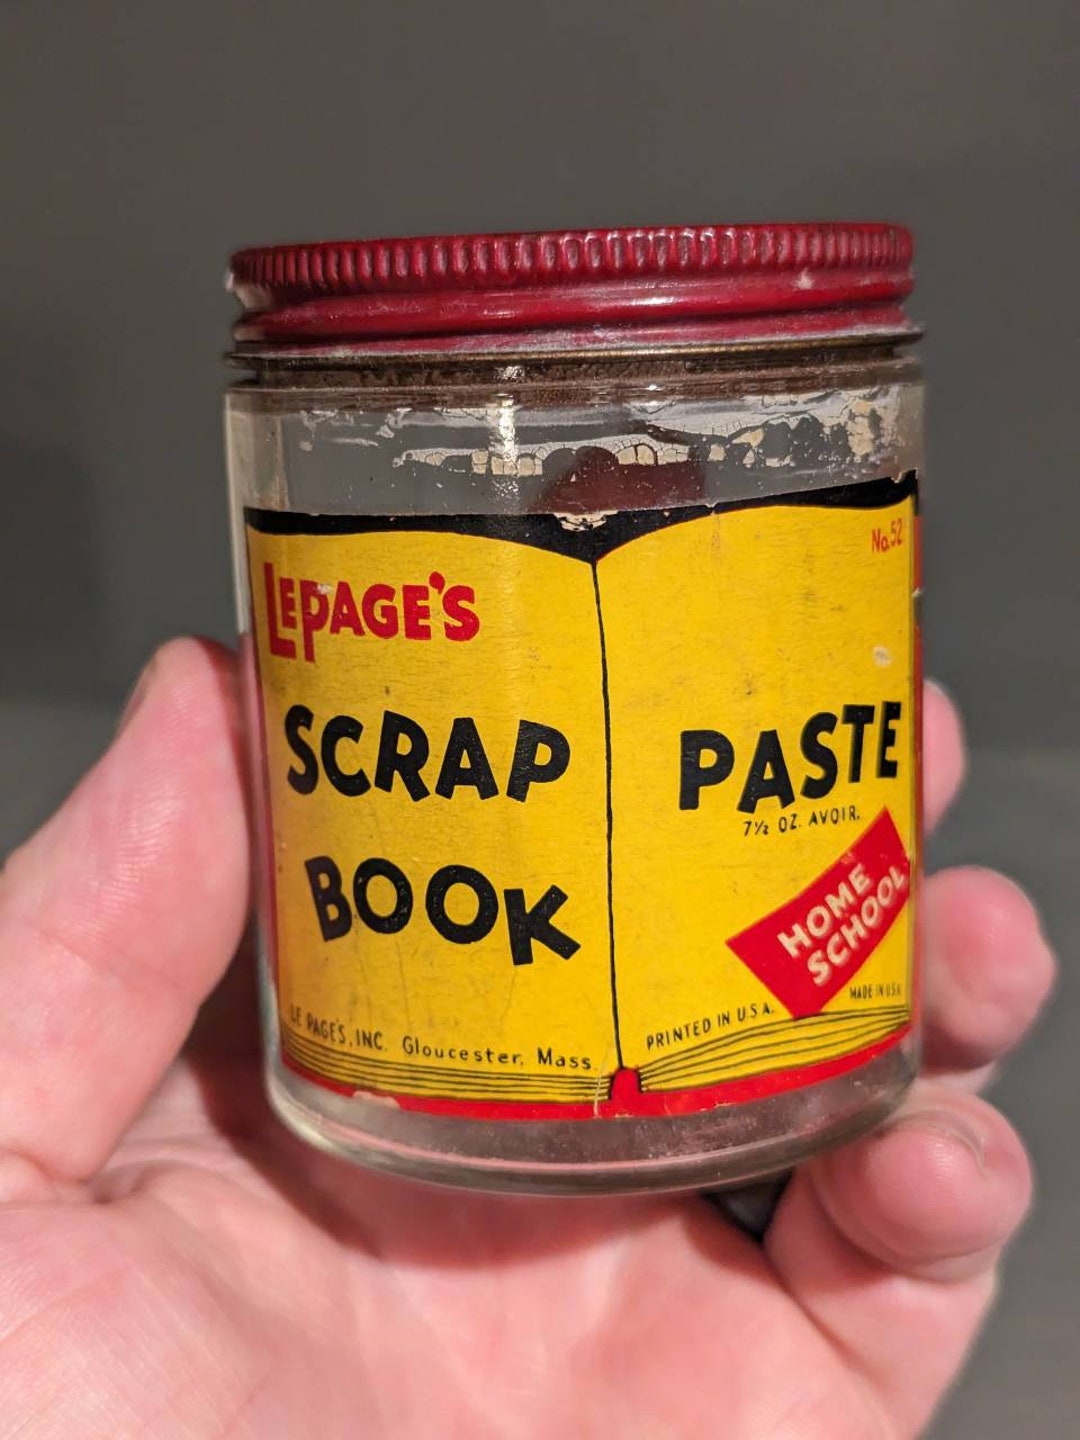 LEPAGE'S
SCRAP
BOOK
LE PAGE'S, INC. Gloucester, Mass.
No.52
PASTE
7½ OZ. AVOIR.
HOME
SCHOOL
PRINTED IN U.S.A.
MADE IN USA